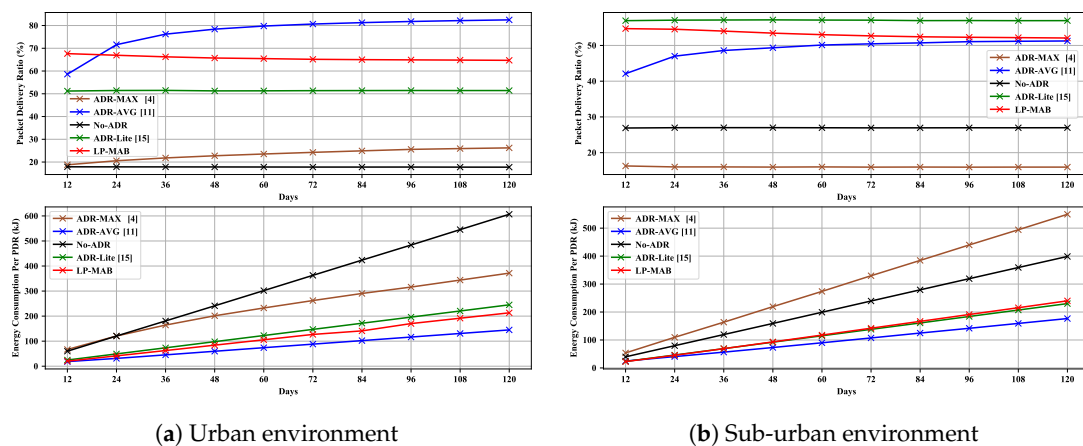 Packet Delivery Ratio (%)
80
70
60
50
40
30
20
ADR-MAX [4]
ADR-AVG [11]
No-ADR
ADR-Lite [15]
LP-MAB
12 24 36 48 60 72 84 96 108 120
Days
Energy Consumption Per PDR (kJ)
600
500
400
300
200
100
0
ADR-MAX [4]
ADR-AVG [11]
No-ADR
ADR-Lite [15]
LP-MAB
12 24 36 48 60 72 84 96 108 120
Days
(a) Urban environment
Packet Delivery Ratio (%)
50
40
30
20
ADR-MAX [4]
ADR-AVG [11]
No-ADR
ADR-Lite [15]
LP-MAB
12 24 36 48 60 72 84 96 108 120
Days
Energy Consumption Per PDR (kJ)
500
400
300
200
100
0
ADR-MAX [4]
ADR-AVG [11]
No-ADR
ADR-Lite [15]
LP-MAB
12 24 36 48 60 72 84 96 108 120
Days
(b) Sub-urban environment